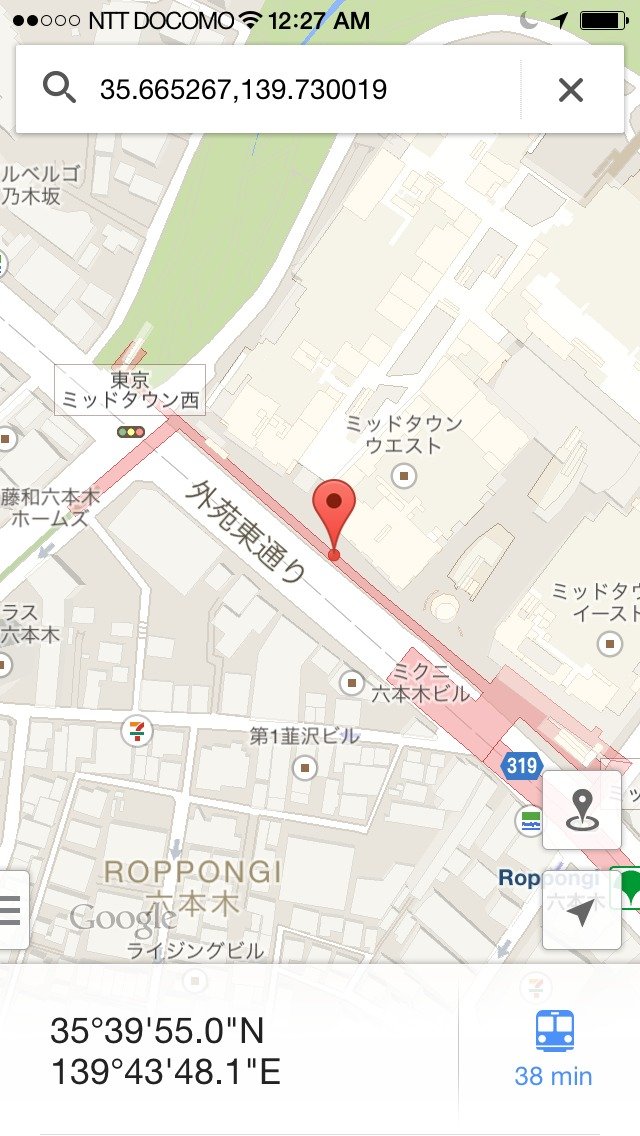 NTT DOCOMO 12:27 AM
35.665267,139.730019
ルベルゴ
乃木坂
東京
ミッドタウン西
ミッドタウン
ウエスト
藤和六本木
ホームズ
外苑東通り
ミッドタウ
イースト
ラス
六本木
ミクニ
六本木ビル
第1韮沢ビル
319
ミッ
ROPPONGI
六本木
Roppongi
六本木
Google
ライジングビル
35°39'55.0"N
139°43'48.1"E
38 min